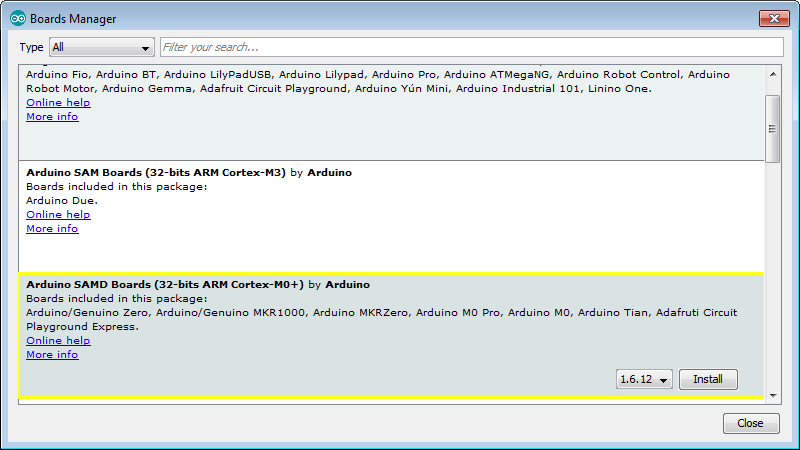 Boards Manager
Type All Filter your search...
Arduino Fio, Arduino BT, Arduino LilyPadUSB, Arduino Lilypad, Arduino Pro, Arduino ATMegaNG, Arduino Robot Control, Arduino
Robot Motor, Arduino Gemma, Adafruit Circuit Playground, Arduino Yún Mini, Arduino Industrial 101, Linino One.
Online help
More info
Arduino SAM Boards (32-bits ARM Cortex-M3) by Arduino
Boards included in this package:
Arduino Due.
Online help
More info
Arduino SAMD Boards (32-bits ARM Cortex-M0+) by Arduino
Boards included in this package:
Arduino/Genuino Zero, Arduino/Genuino MKR1000, Arduino MKRZero, Arduino M0 Pro, Arduino M0, Arduino Tian, Adafruti Circuit
Playground Express.
Online help
More info
1.6.12 Install
Close